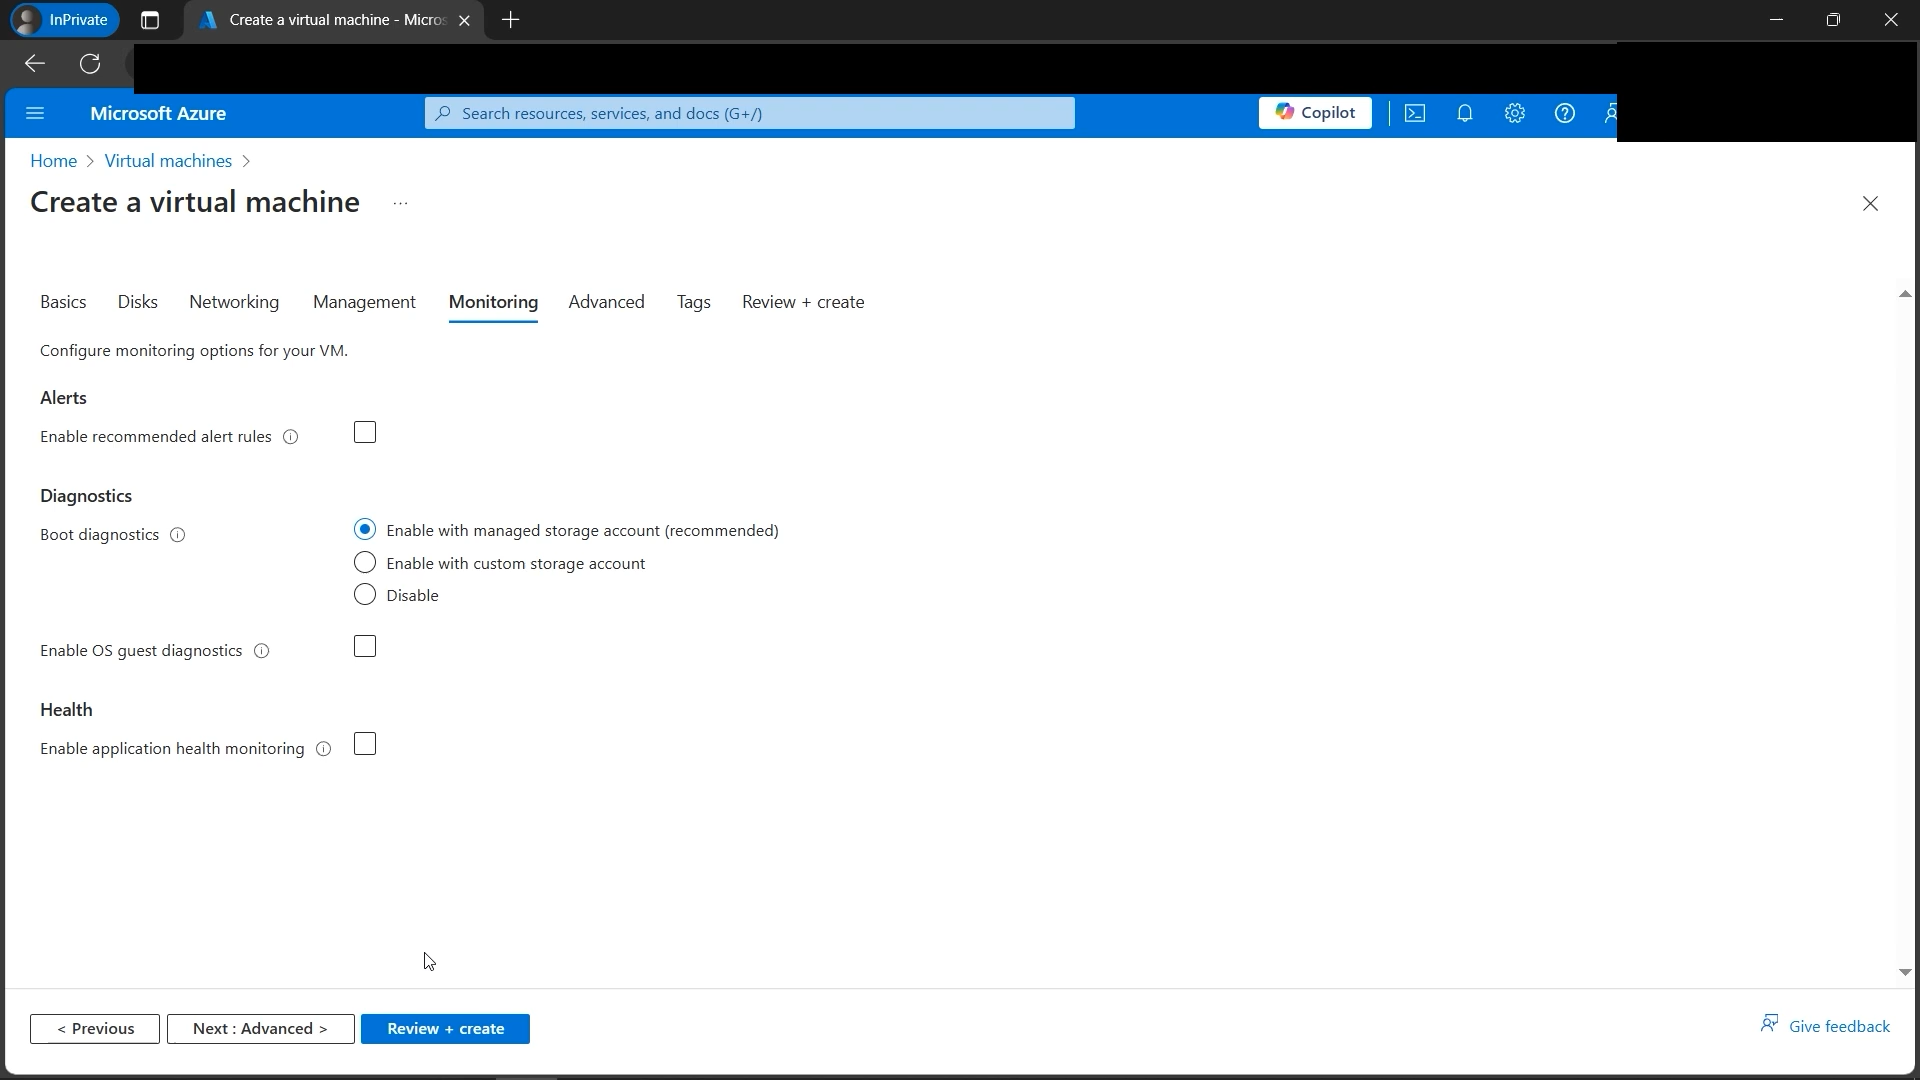 InPrivate
Create a virtual machine - Micros
Microsoft Azure
Search resources, services, and docs (G+/)
Copilot
Home > Virtual machines >
Create a virtual machine ...
Basics Disks Networking Management Monitoring Advanced Tags Review + create
Configure monitoring options for your VM.
Alerts
Enable recommended alert rules
Diagnostics
Boot diagnostics
Enable with managed storage account (recommended)
Enable with custom storage account
Disable
Enable OS guest diagnostics
Health
Enable application health monitoring
< Previous
Next : Advanced >
Review + create
Give feedback